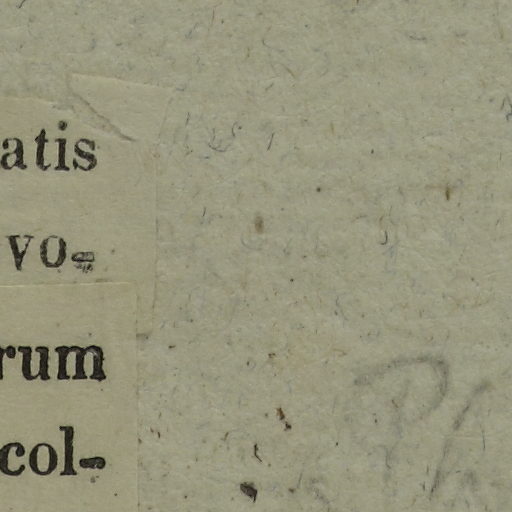 atis
vo-
rum
col-